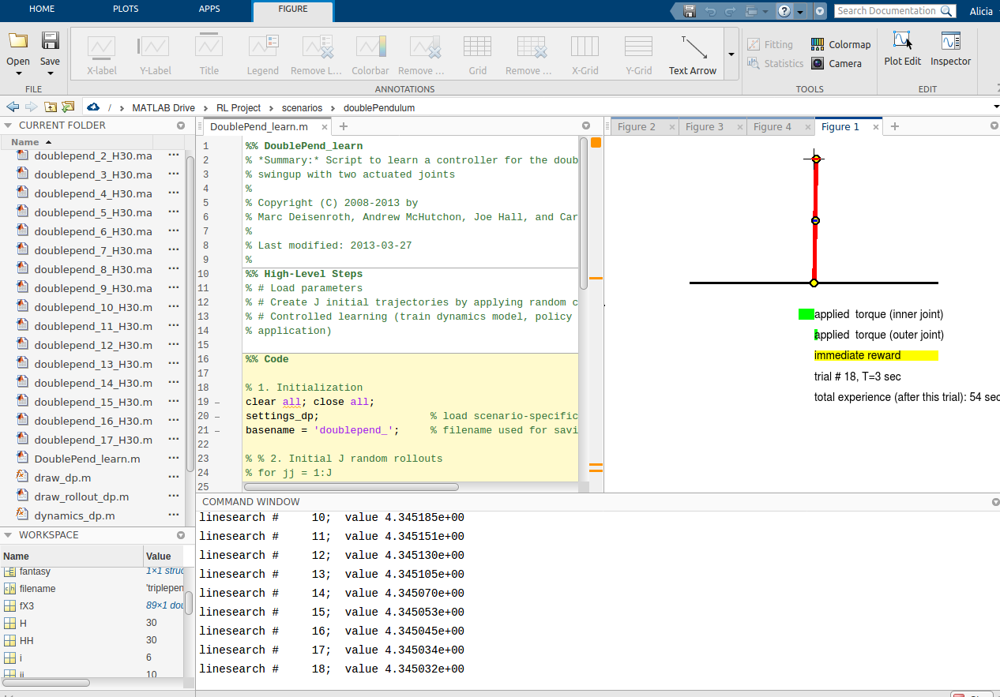 HOME PLOTS APPS FIGURE Search Documentation Alicia
Open Save X-label Y-Label Title Legend Remove L... Colorbar Remove ... Grid Remove ... X-Grid Y-Grid Text Arrow Fitting Statistics Colormap Camera Plot Edit Inspector
FILE ANNOTATIONS TOOLS EDIT
/ › MATLAB Drive › RL Project › scenarios › doublePendulum
CURRENT FOLDER
Name
doublepend_2_H30.ma ...
doublepend_3_H30.ma ...
doublepend_4_H30.ma ...
doublepend_5_H30.ma ...
doublepend_6_H30.ma ...
doublepend_7_H30.ma ...
doublepend_8_H30.ma ...
doublepend_9_H30.ma ...
doublepend_10_H30.m ...
doublepend_11_H30.m ...
doublepend_12_H30.m ...
doublepend_13_H30.m ...
doublepend_14_H30.m ...
doublepend_15_H30.m ...
doublepend_16_H30.m ...
doublepend_17_H30.m ...
DoublePend_learn.m ...
draw_dp.m ...
draw_rollout_dp.m ...
dynamics_dp.m ...
WORKSPACE
Name Value
fantasy 1×1 struc
filename 'triplepen
fX3 89×1 dou
H 30
HH 30
i 6
jj 10
DoublePend_learn.m × +
1 %% DoublePend_learn
2 % *Summary:* Script to learn a controller for the doub
3 % swingup with two actuated joints
4 %
5 % Copyright (C) 2008-2013 by
6 % Marc Deisenroth, Andrew McHutchon, Joe Hall, and Car
7 %
8 % Last modified: 2013-03-27
9 %
10 %% High-Level Steps
11 % # Load parameters
12 % # Create J initial trajectories by applying random c
13 % # Controlled learning (train dynamics model, policy
14 % application)
15
16 %% Code
17
18 % 1. Initialization
19 – clear all; close all;
20 – settings_dp; % load scenario-specific
21 – basename = 'doublepend_'; % filename used for savi
22
23 % % 2. Initial J random rollouts
24 % for jj = 1:J
25
Figure 2 × Figure 3 × Figure 4 × Figure 1 × +
applied torque (inner joint)
applied torque (outer joint)
immediate reward
trial # 18, T=3 sec
total experience (after this trial): 54 sec
COMMAND WINDOW
linesearch # 10; value 4.345185e+00
linesearch # 11; value 4.345151e+00
linesearch # 12; value 4.345130e+00
linesearch # 13; value 4.345105e+00
linesearch # 14; value 4.345070e+00
linesearch # 15; value 4.345053e+00
linesearch # 16; value 4.345045e+00
linesearch # 17; value 4.345034e+00
linesearch # 18; value 4.345032e+00